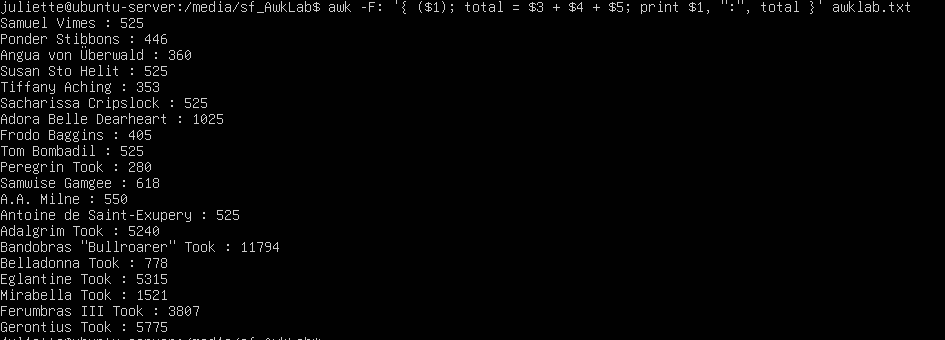 juliette@ubuntu-server:/media/sf_AwkLab$ awk -F: '{ ($1); total = $3 + $4 + $5; print $1, ":", total }' awklab.txt
Samuel Vimes : 525
Ponder Stibbons : 446
Angua von Überwald : 360
Susan Sto Helit : 525
Tiffany Aching : 353
Sacharissa Cripslock : 525
Adora Belle Dearheart : 1025
Frodo Baggins : 405
Tom Bombadil : 525
Peregrin Took : 280
Samwise Gamgee : 618
A.A. Milne : 550
Antoine de Saint-Exupery : 525
Adalgrim Took : 5240
Bandobras "Bullroarer" Took : 11794
Belladonna Took : 778
Eglantine Took : 5315
Mirabella Took : 1521
Ferumbras III Took : 3807
Gerontius Took : 5775